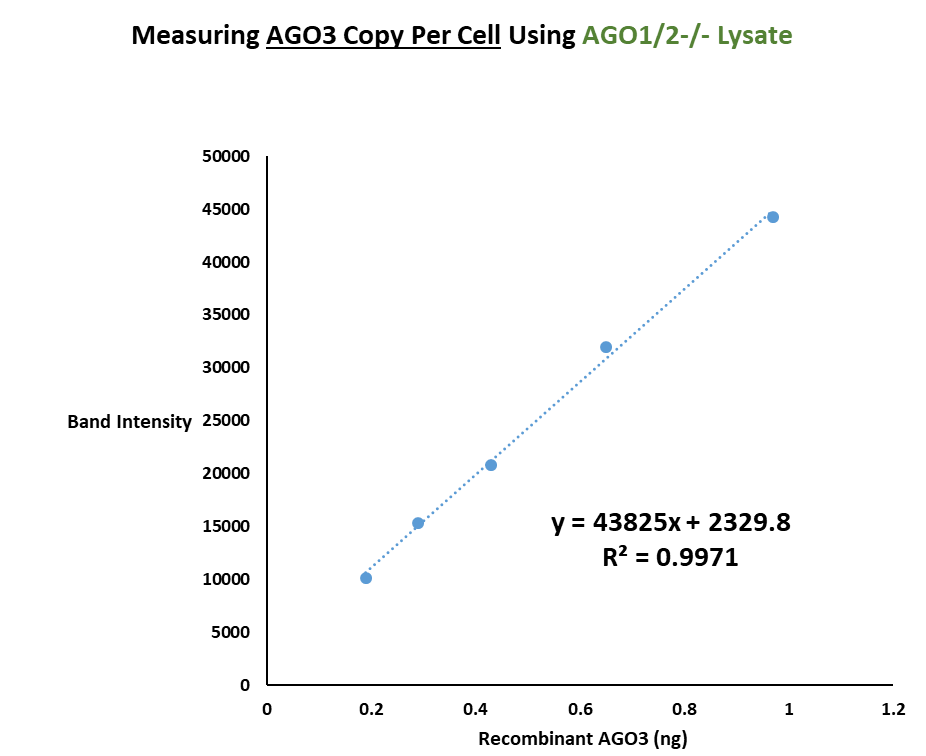 Measuring AGO3 Copy Per Cell Using AGO1/2-/- Lysate
50000
45000
40000
35000
30000
Band Intensity
25000
20000
15000
10000
5000
0
y = 43825x + 2329.8
R² = 0.9971
0 0.2 0.4 0.6 0.8 1 1.2
Recombinant AGO3 (ng)